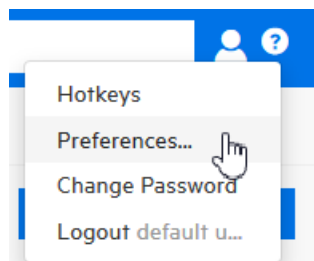 ?
Hotkeys
Preferences...
Change Password
Logout default u...